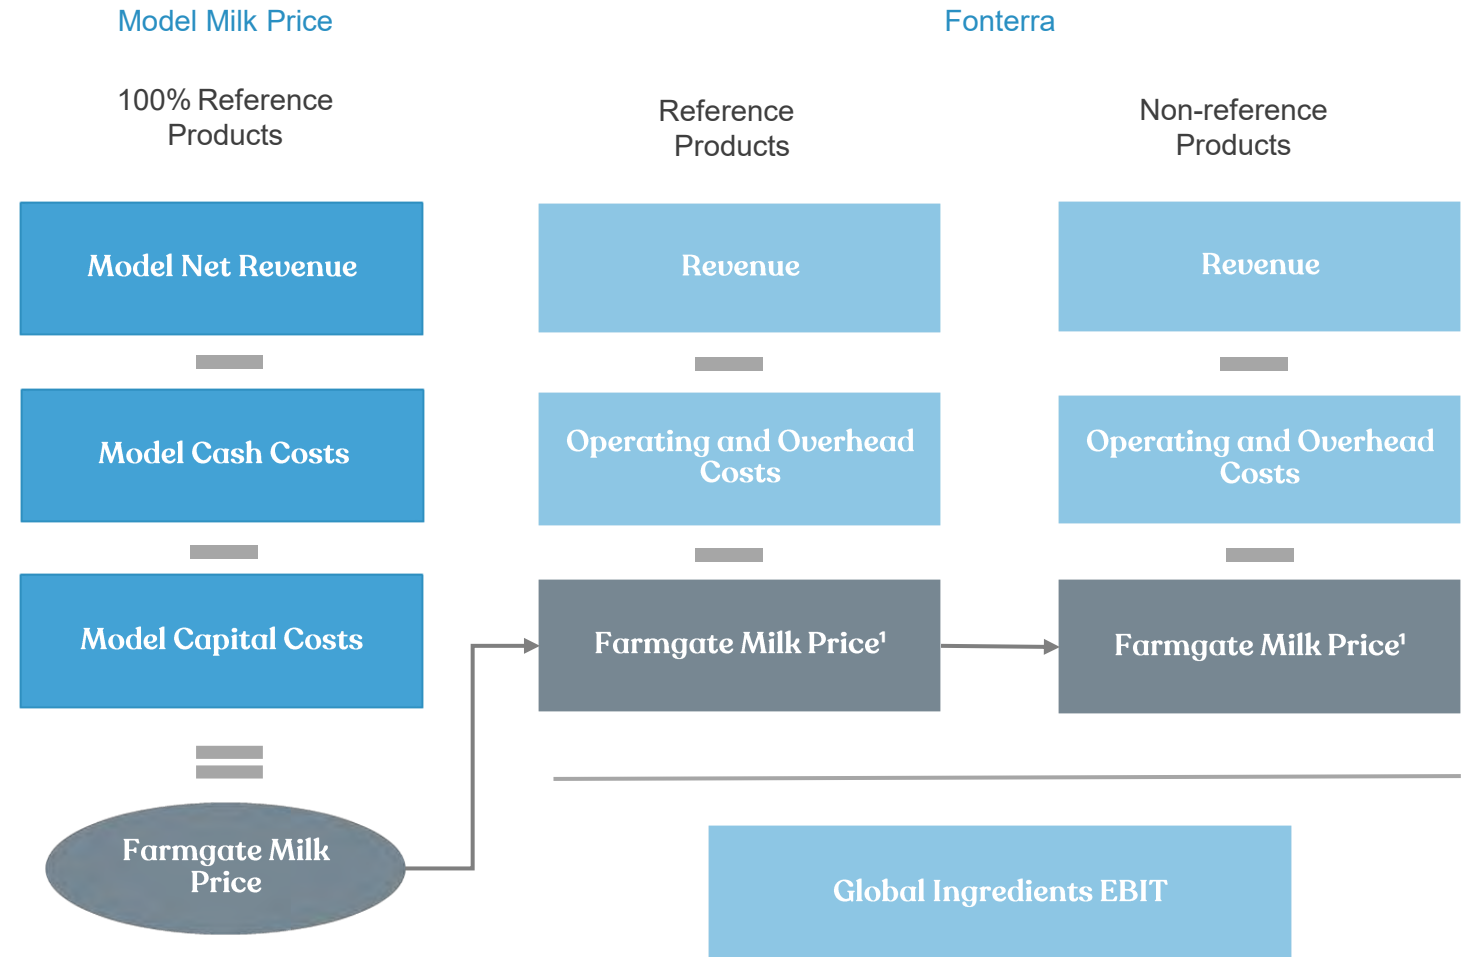 Model Milk Price
Fonterra
100% Reference
Products
Reference
Products
Non-reference
Products
Model Net Revenue
Revenue
Revenue
Model Cash Costs
Operating and Overhead
Costs
Operating and Overhead
Costs
Model Capital Costs
Farmgate Milk Price¹
Farmgate Milk Price¹
Farmgate Milk
Price
Global Ingredients EBIT